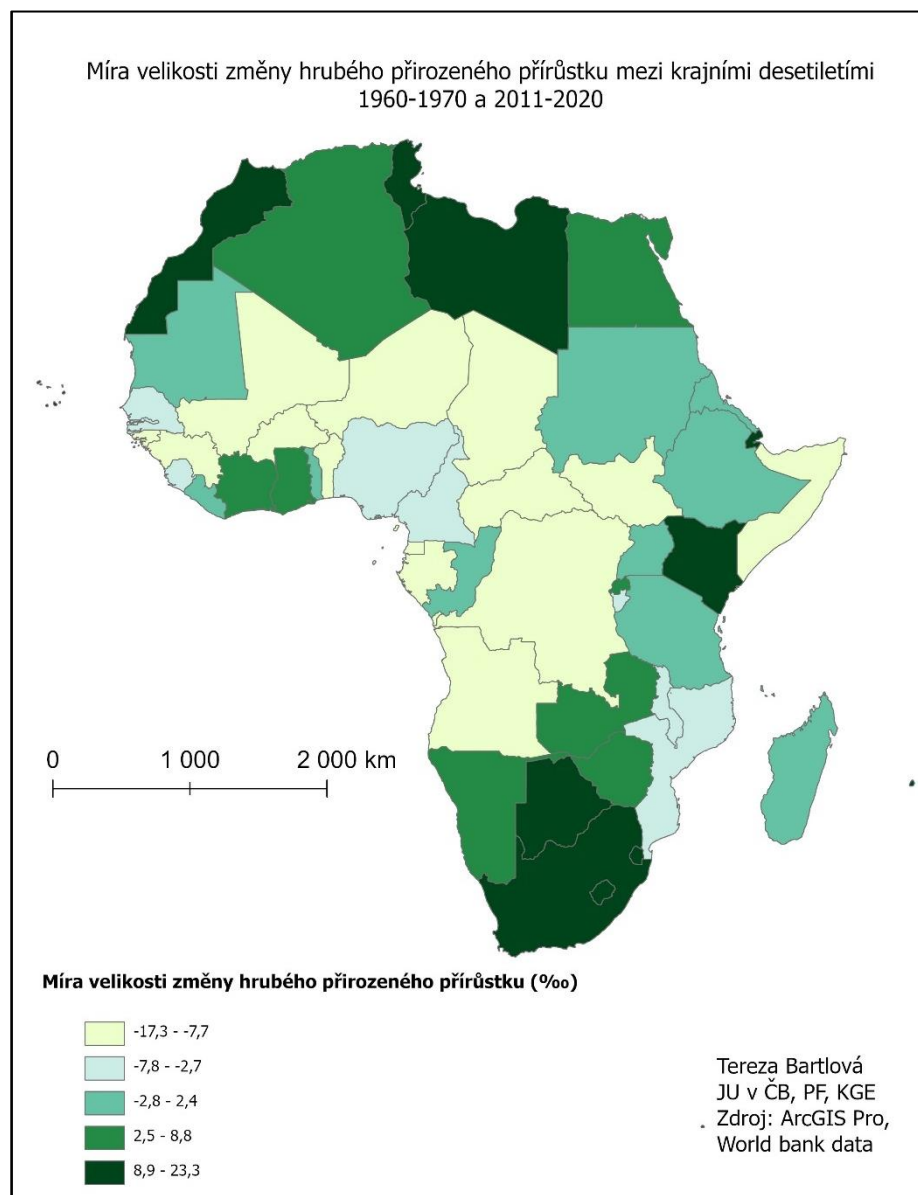 Míra velikosti změny hrubého přirozeného přírůstku mezi krajními desetiletími
1960-1970 a 2011-2020
0 1 000 2 000 km
Míra velikosti změny hrubého přirozeného přírůstku (‰)
-17,3 - -7,7
-7,8 - -2,7
-2,8 - 2,4
2,5 - 8,8
8,9 - 23,3
Tereza Bartlová
JU v ČB, PF, KGE
Zdroj: ArcGIS Pro,
World bank data